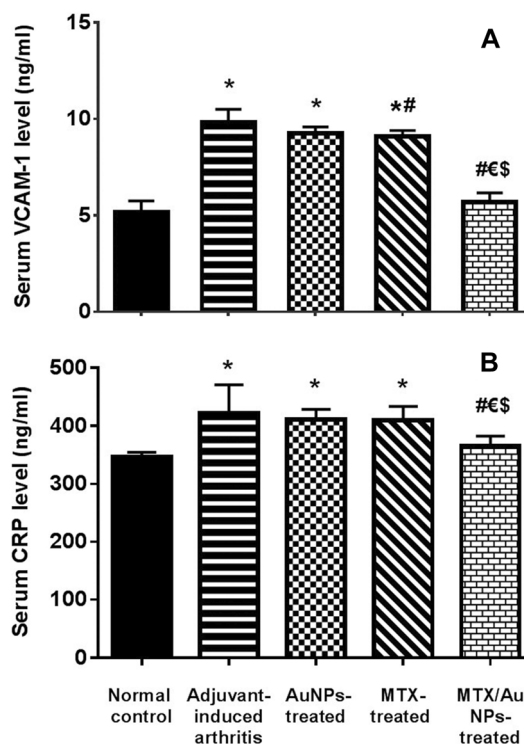 A
Serum VCAM-1 level (ng/ml)
15
10
5
0
*
*
*#
#€$
B
Serum CRP level (ng/ml)
500
400
300
200
100
0
*
*
*
#€$
Normal
control
Adjuvant-
induced
arthritis
AuNPs-
treated
MTX-
treated
MTX/Au
NPs-
treated